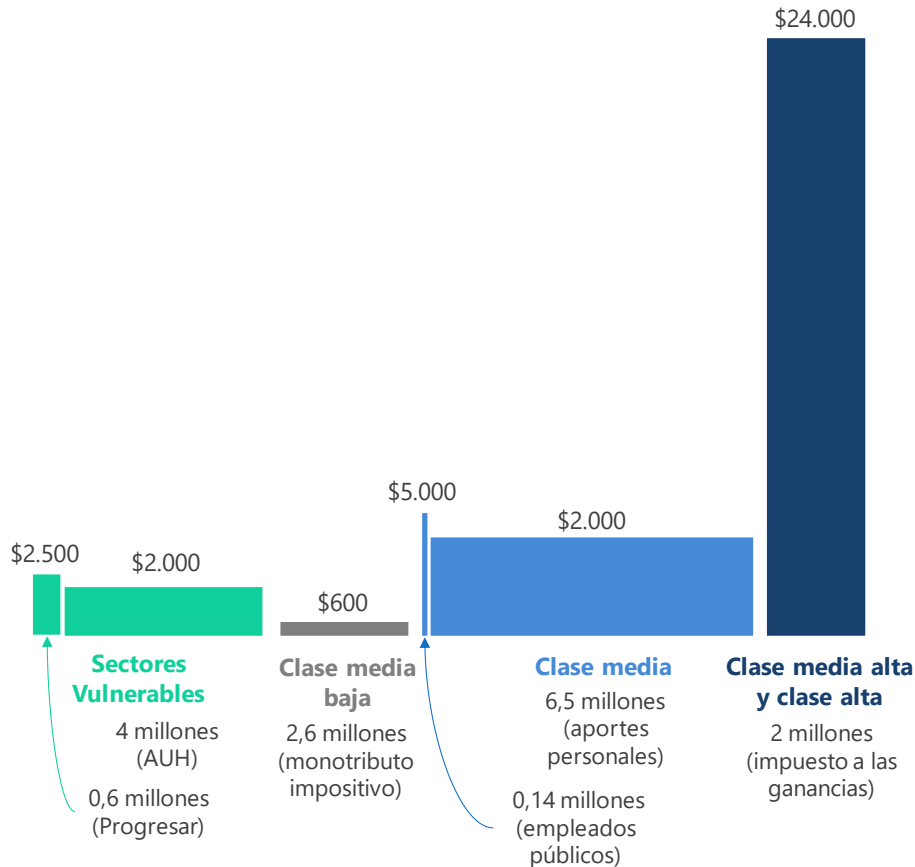 $24.000
$5.000
$2.000
$2.500
$2.000
$600
Sectores
Vulnerables
4 millones
(AUH)
0,6 millones
(Progresar)
Clase media
baja
2,6 millones
(monotributo
impositivo)
Clase media
6,5 millones
(aportes
personales)
0,14 millones
(empleados
públicos)
Clase media alta
y clase alta
2 millones
(impuesto a las
ganancias)